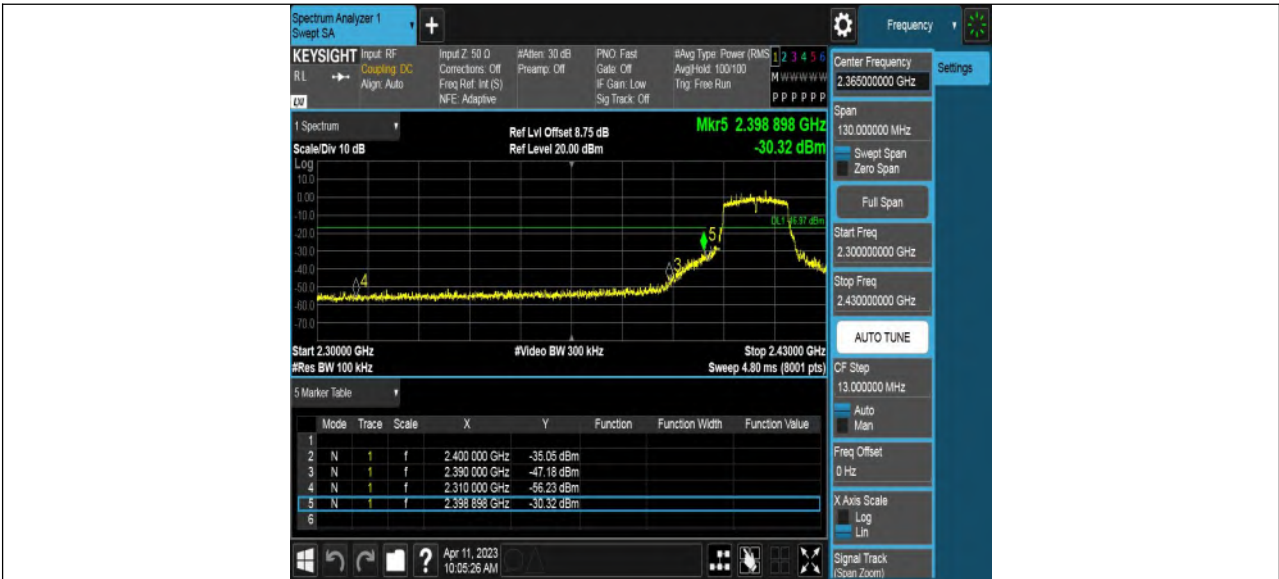 Spectrum Analyzer 1
Swept SA
+
Frequency
KEYSIGHT
RL
LXI
Input: RF
Coupling: DC
Align: Auto
Input Z: 50 Ω
Corrections: Off
Freq Ref: Int (S)
NFE: Adaptive
#Atten: 30 dB
Preamp: Off
PNO: Fast
Gate: Off
IF Gain: Low
Sig Track: Off
#Avg Type: Power (RMS
Avg|Hold: 100/100
Trig: Free Run
1 2 3 4 5 6
M W W W W W
P P P P P P
1 Spectrum
Scale/Div 10 dB
Ref Lvl Offset 8.75 dB
Ref Level 20.00 dBm
Mkr5 2.398 898 GHz
-30.32 dBm
Log
10.0
0.00
-10.0
-20.0
-30.0
-40.0
-50.0
-60.0
-70.0
4
3
5
Start 2.30000 GHz
#Res BW 100 kHz
#Video BW 300 kHz
Stop 2.43000 GHz
Sweep 4.80 ms (8001 pts)
5 Marker Table
Mode Trace Scale X Y Function Function Width Function Value
1
2 N 1 f 2.400 000 GHz -35.05 dBm
3 N 1 f 2.390 000 GHz -47.18 dBm
4 N 1 f 2.310 000 GHz -56.23 dBm
5 N 1 f 2.398 898 GHz -30.32 dBm
6
?
Apr 11, 2023
10:05:26 AM
Settings
Center Frequency
2.365000000 GHz
Span
130.000000 MHz
Swept Span
Zero Span
Full Span
Start Freq
2.300000000 GHz
Stop Freq
2.430000000 GHz
AUTO TUNE
CF Step
13.000000 MHz
Auto
Man
Freq Offset
0 Hz
X Axis Scale
Log
Lin
Signal Track
(Span Zoom)